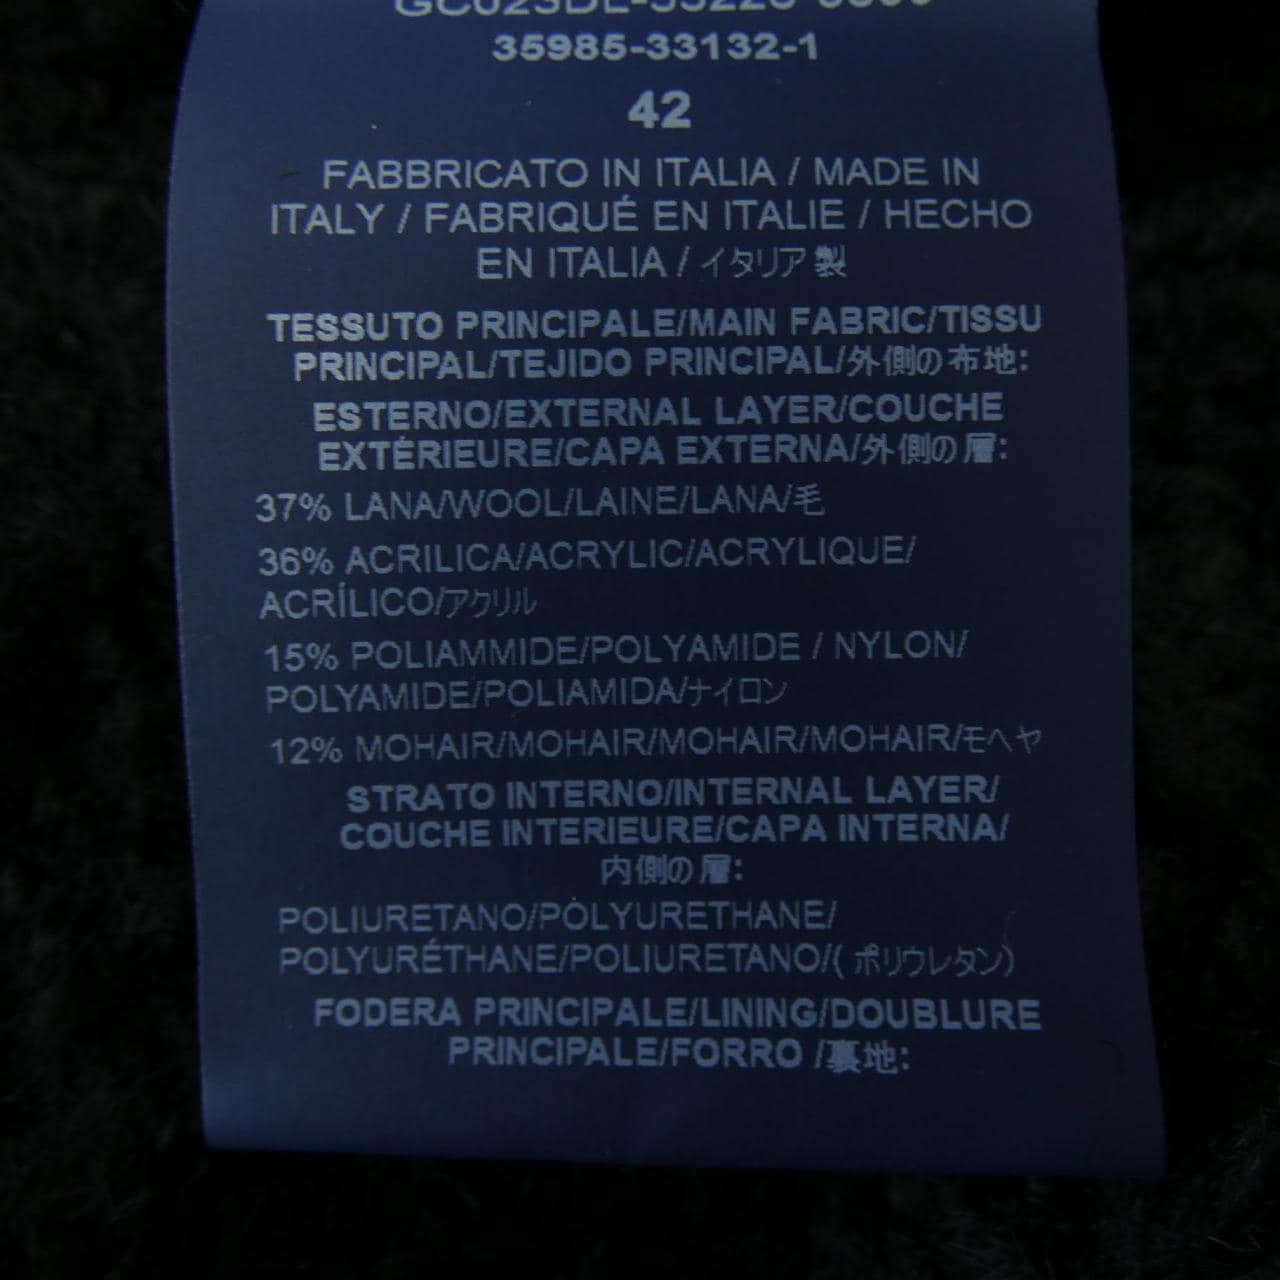 35985-33132-1
42
FABBRICATO IN ITALIA / MADE IN
ITALY / FABRIQUÉ EN ITALIE / HECHO
EN ITALIA / イタリア製
TESSUTO PRINCIPALE/MAIN FABRIC/TISSU
PRINCIPAL/TEJIDO PRINCIPAL/外側の布地:
ESTERNO/EXTERNAL LAYER/COUCHE
EXTÉRIEURE/CAPA EXTERNA/外側の層:
37% LANA/WOOL/LAINE/LANA/毛
36% ACRILICA/ACRYLIC/ACRYLIQUE/
ACRÍLICO/アクリル
15% POLIAMMIDE/POLYAMIDE / NYLON/
POLYAMIDE/POLIAMIDA/ナイロン
12% MOHAIR/MOHAIR/MOHAIR/MOHAIR/モヘヤ
STRATO INTERNO/INTERNAL LAYER/
COUCHE INTERIEURE/CAPA INTERNA/
内側の層:
POLIURETANO/POLYURETHANE/
POLYURÉTHANE/POLIURETANO/(ポリウレタン)
FODERA PRINCIPALE/LINING/DOUBLURE
PRINCIPALE/FORRO /裏地: